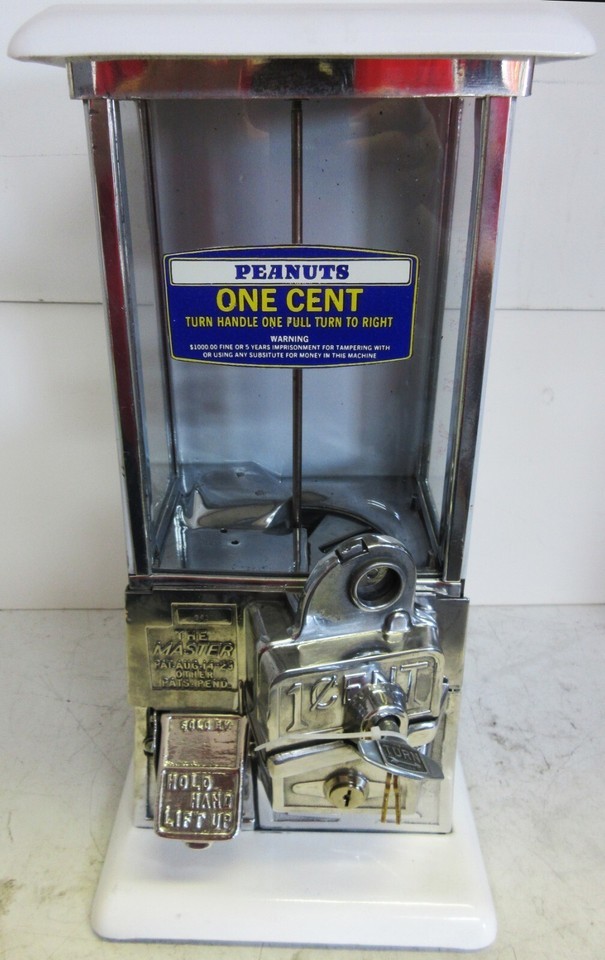 PEANUTS
ONE CENT
TURN HANDLE ONE FULL TURN TO RIGHT
WARNING
$1000.00 FINE OR 5 YEARS IMPRISONMENT FOR TAMPERING WITH
OR USING ANY SUBSITUTE FOR MONEY IN THIS MACHINE
THE
MASTER
PAT. AUG. 14-23
OTHER
PATS. PEND.
1 CENT
TURN
SOLD BY
HOLD
HAND
LIFT UP